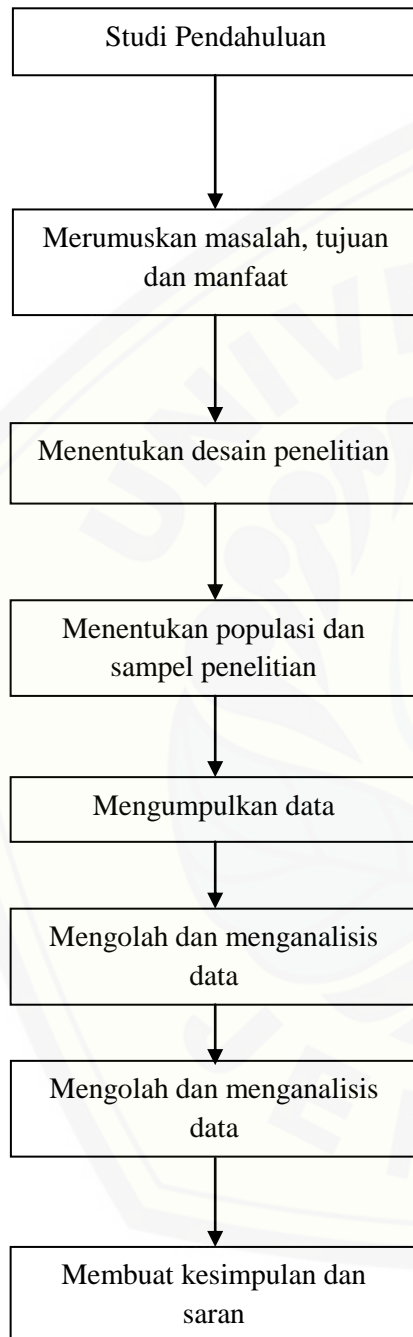 Studi Pendahuluan
Merumuskan masalah, tujuan
dan manfaat
Menentukan desain penelitian
Menentukan populasi dan
sampel penelitian
Mengumpulkan data
Mengolah dan menganalisis
data
Mengolah dan menganalisis
data
Membuat kesimpulan dan
saran